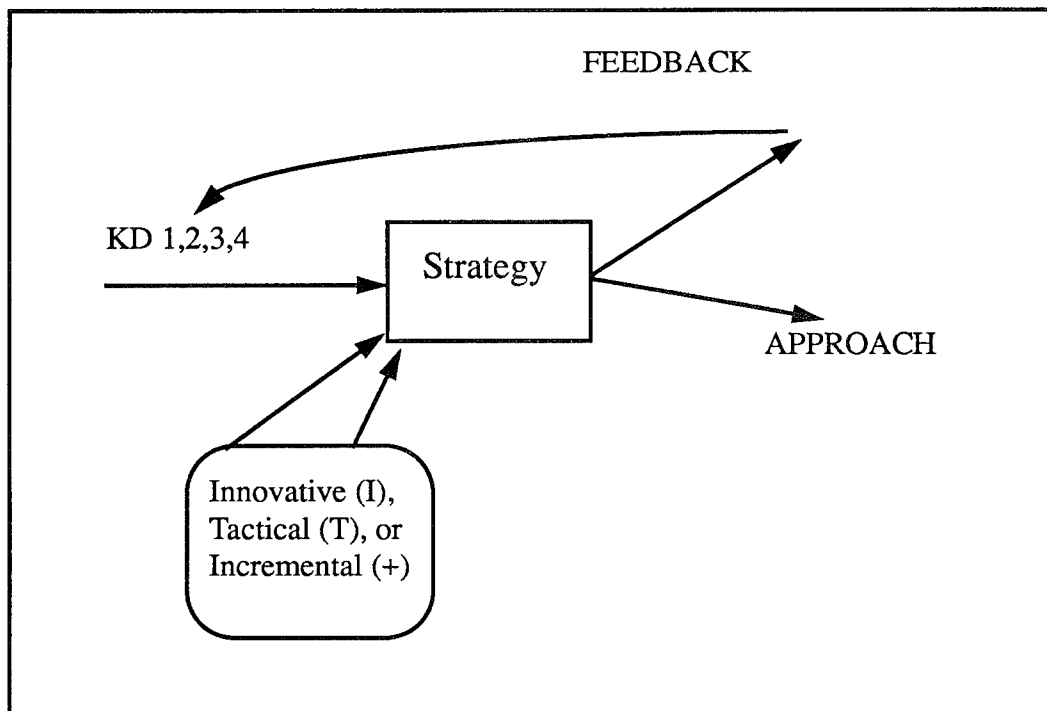 FEEDBACK
KD 1,2,3,4
Strategy
APPROACH
Innovative (I),
Tactical (T), or
Incremental (+)